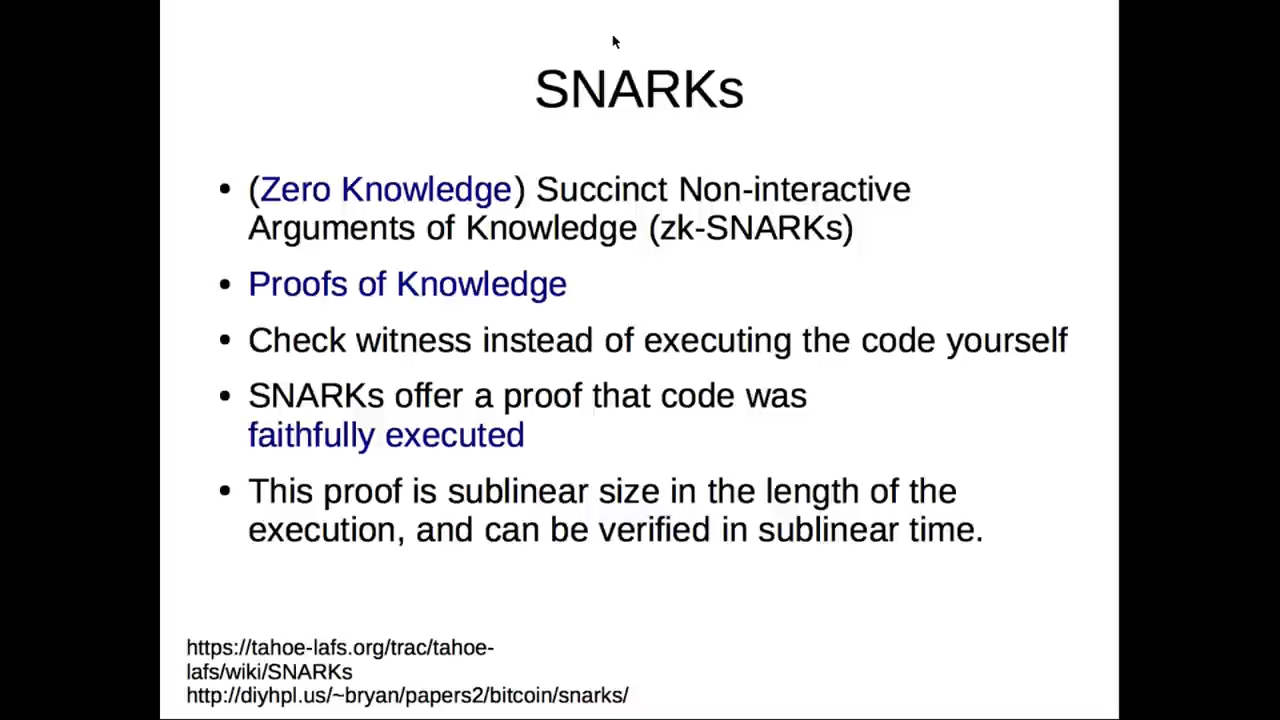 SNARKs
• (Zero Knowledge) Succinct Non-interactive
Arguments of Knowledge (zk-SNARKs)
• Proofs of Knowledge
• Check witness instead of executing the code yourself
• SNARKs offer a proof that code was
faithfully executed
• This proof is sublinear size in the length of the
execution, and can be verified in sublinear time.
https://tahoe-lafs.org/trac/tahoe-
lafs/wiki/SNARKs
http://diyhpl.us/~bryan/papers2/bitcoin/snarks/